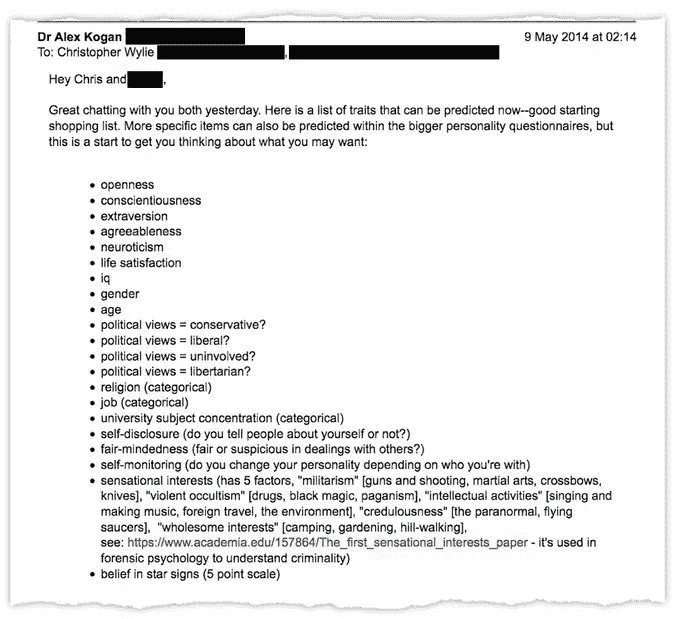 Dr Alex Kogan 9 May 2014 at 02:14
To: Christopher Wylie ,
Hey Chris and ,
Great chatting with you both yesterday. Here is a list of traits that can be predicted now--good starting
shopping list. More specific items can also be predicted within the bigger personality questionnaires, but
this is a start to get you thinking about what you may want:
• openness
• conscientiousness
• extraversion
• agreeableness
• neuroticism
• life satisfaction
• iq
• gender
• age
• political views = conservative?
• political views = liberal?
• political views = uninvolved?
• political views = libertarian?
• religion (categorical)
• job (categorical)
• university subject concentration (categorical)
• self-disclosure (do you tell people about yourself or not?)
• fair-mindedness (fair or suspicious in dealings with others?)
• self-monitoring (do you change your personality depending on who you're with)
• sensational interests (has 5 factors, "militarism" [guns and shooting, martial arts, crossbows,
knives], "violent occultism" [drugs, black magic, paganism], "intellectual activities" [singing and
making music, foreign travel, the environment], "credulousness" [the paranormal, flying
saucers], "wholesome interests" [camping, gardening, hill-walking],
see: https://www.academia.edu/157864/The_first_sensational_interests_paper - it's used in
forensic psychology to understand criminality)
• belief in star signs (5 point scale)